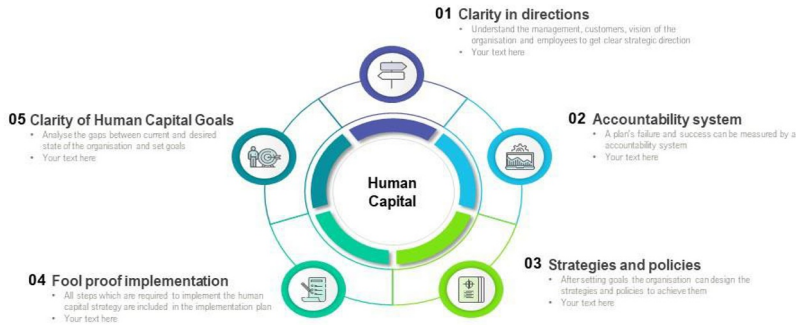 01 Clarity in directions
• Understand the management, customers, vision of the
organisation and employees to get clear strategic direction
• Your text here
05 Clarity of Human Capital Goals
• Analyse the gaps between current and desired
state of the organisation and set goals
• Your text here
02 Accountability system
• A plan's failure and success can be measured by a
accountability system
• Your text here
Human
Capital
04 Fool proof implementation
• All steps which are required to implement the human
capital strategy are included in the implementation plan
• Your text here
03 Strategies and policies
• After setting goals the organisation can design the
strategies and policies to achieve them
• Your text here